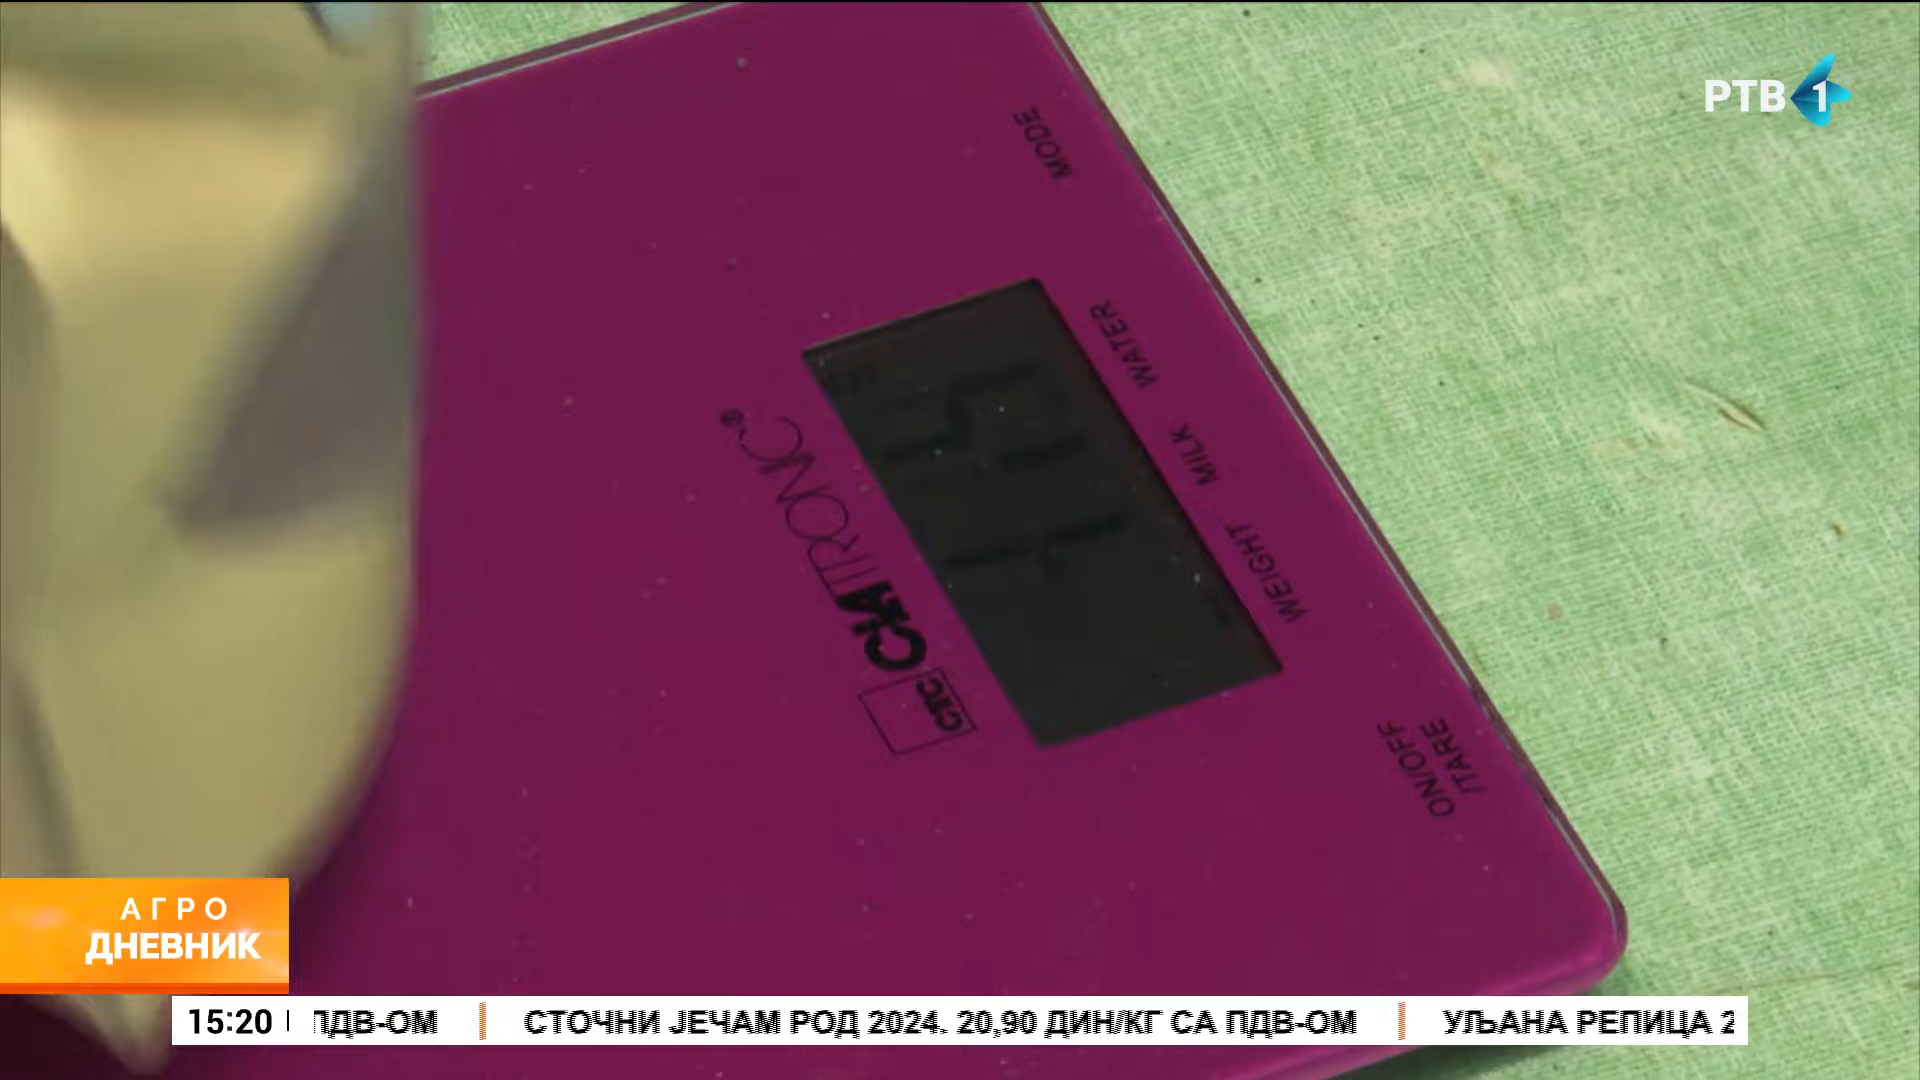 РТВ 1
MODE
WATER
MILK
WEIGHT
ON/OFF
/TARE
CLATRONIC®
CTC
АГРО
ДНЕВНИК
15:20 ПДВ-ОМ | СТОЧНИ ЈЕЧАМ РОД 2024. 20,90 ДИН/КГ СА ПДВ-ОМ | УЉАНА РЕПИЦА 2